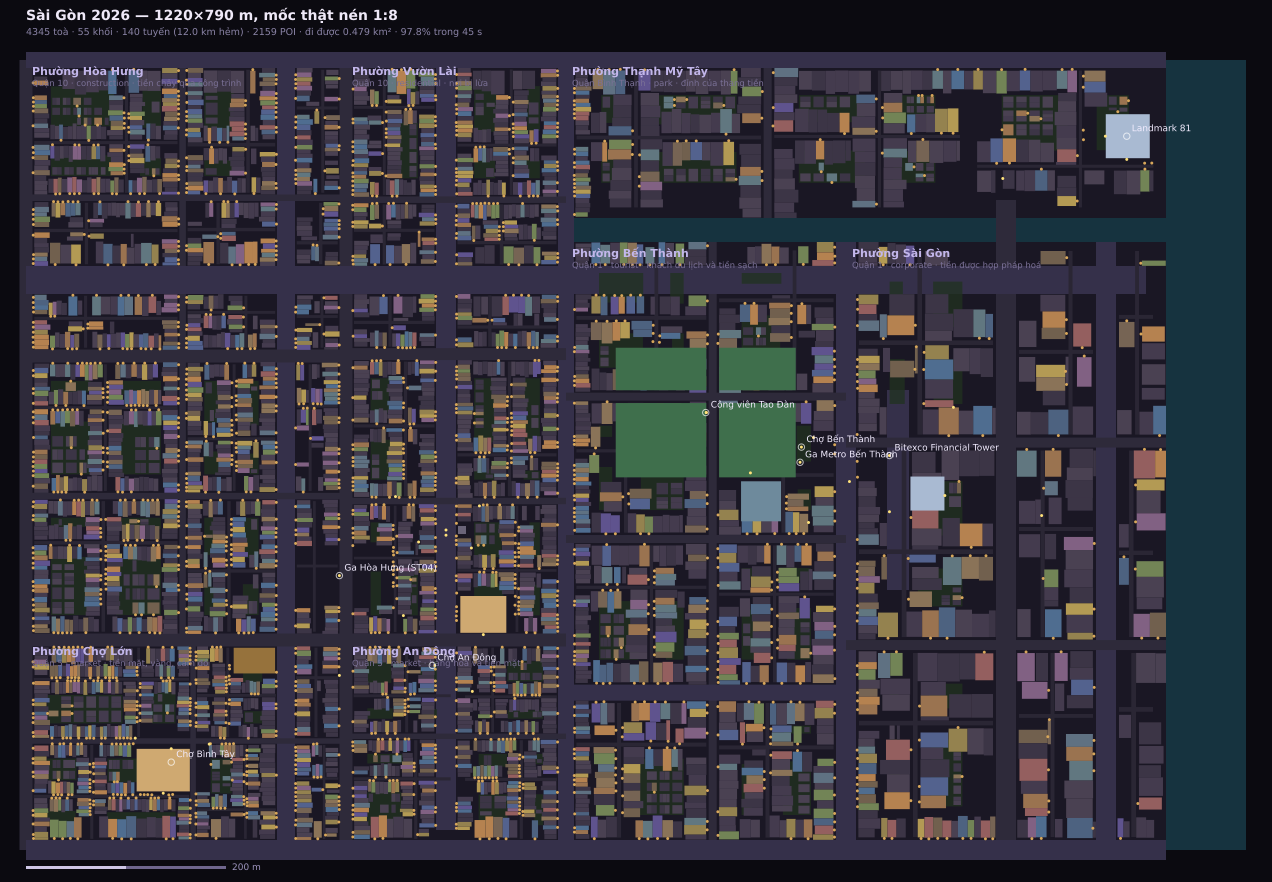 Sài Gòn 2026 — 1220×790 m, mốc thật nén 1:8
4345 toà · 55 khối · 140 tuyến (12.0 km hẻm) · 2159 POI · đi được 0.479 km² · 97.8% trong 45 s
Phường Hòa Hưng
Phường Vườn Lài
Phường Thạnh Mỹ Tây
Landmark 81
Phường Bến Thành
Phường Sài Gòn
Quận 1 · corporate · tiền được hợp pháp hoá
Công viên Tao Đàn
Chợ Bến Thành
Ga Metro Bến Thành
Bitexco Financial Tower
Ga Hòa Hưng (ST04)
Phường Chợ Lớn
Phường An Đông
Chợ An Đông
Chợ Bình Tây
200 m